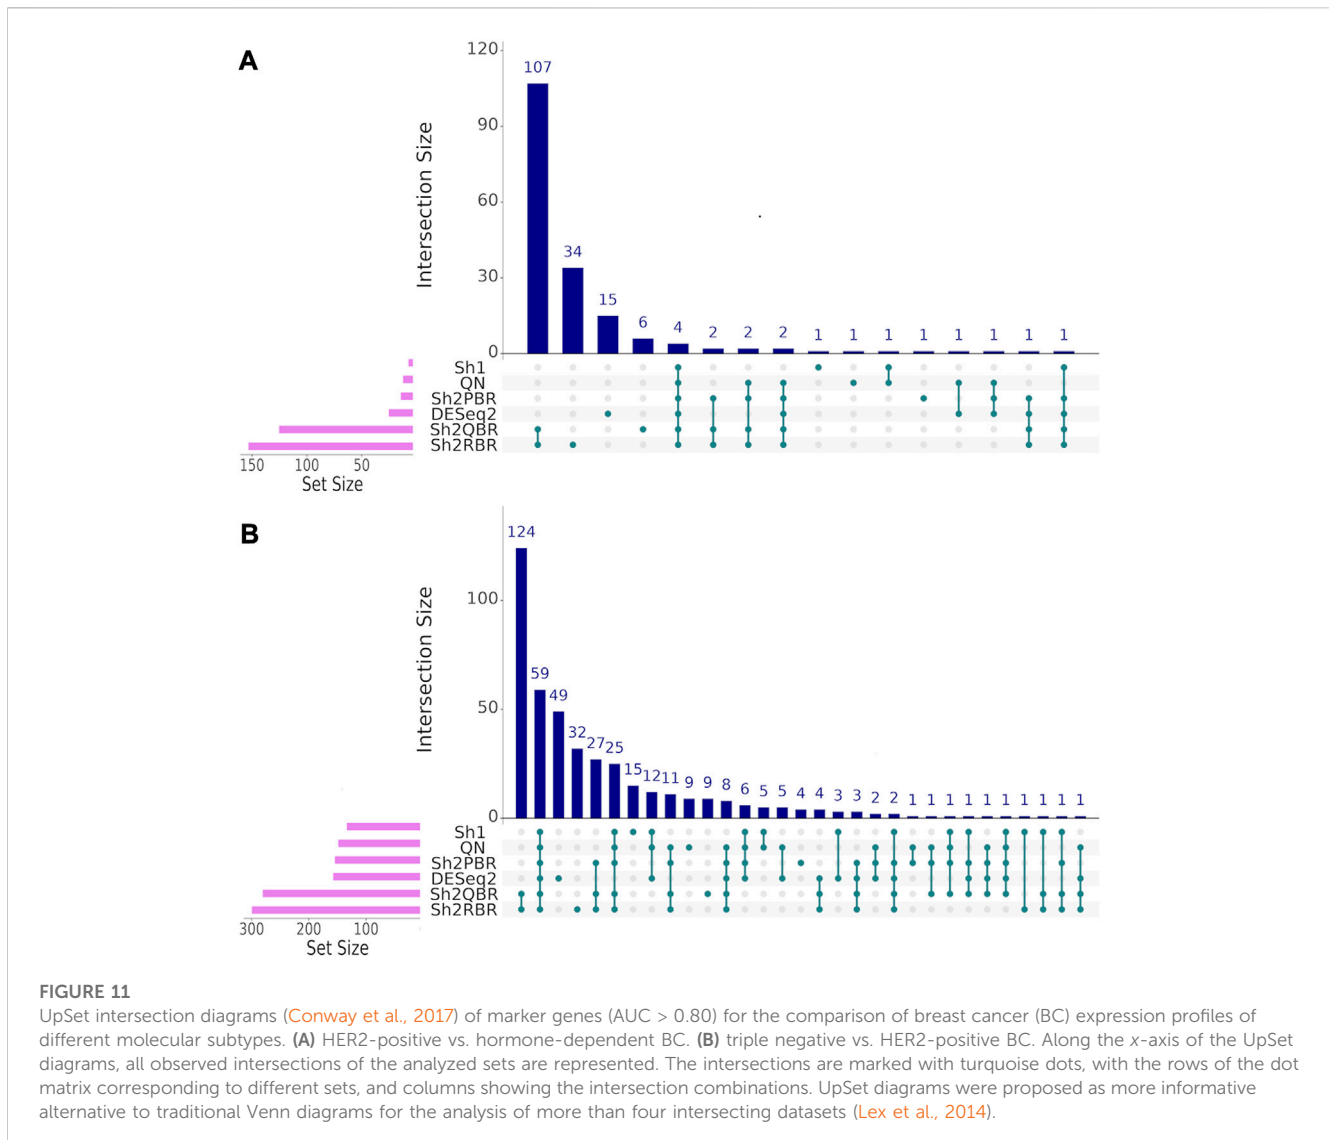 A
120
107
90
60
30
0
Intersection Size
34
15
6
4
2
2
2
1
1
1
1
1
1
1
1
Sh1
QN
Sh2PBR
DESeq2
Sh2QBR
Sh2RBR
150 100 50
Set Size
B
124
100
50
0
Intersection Size
59
49
32
27
25
15
12
11
9
9
8
6
5
5
4
4
3
3
2
2
1
1
1
1
1
1
1
1
1
1
Sh1
QN
Sh2PBR
DESeq2
Sh2QBR
Sh2RBR
300 200 100
Set Size
FIGURE 11
UpSet intersection diagrams (Conway et al., 2017) of marker genes (AUC > 0.80) for the comparison of breast cancer (BC) expression profiles of
different molecular subtypes. (A) HER2-positive vs. hormone-dependent BC. (B) triple negative vs. HER2-positive BC. Along the x-axis of the UpSet
diagrams, all observed intersections of the analyzed sets are represented. The intersections are marked with turquoise dots, with the rows of the dot
matrix corresponding to different sets, and columns showing the intersection combinations. UpSet diagrams were proposed as more informative
alternative to traditional Venn diagrams for the analysis of more than four intersecting datasets (Lex et al., 2014).